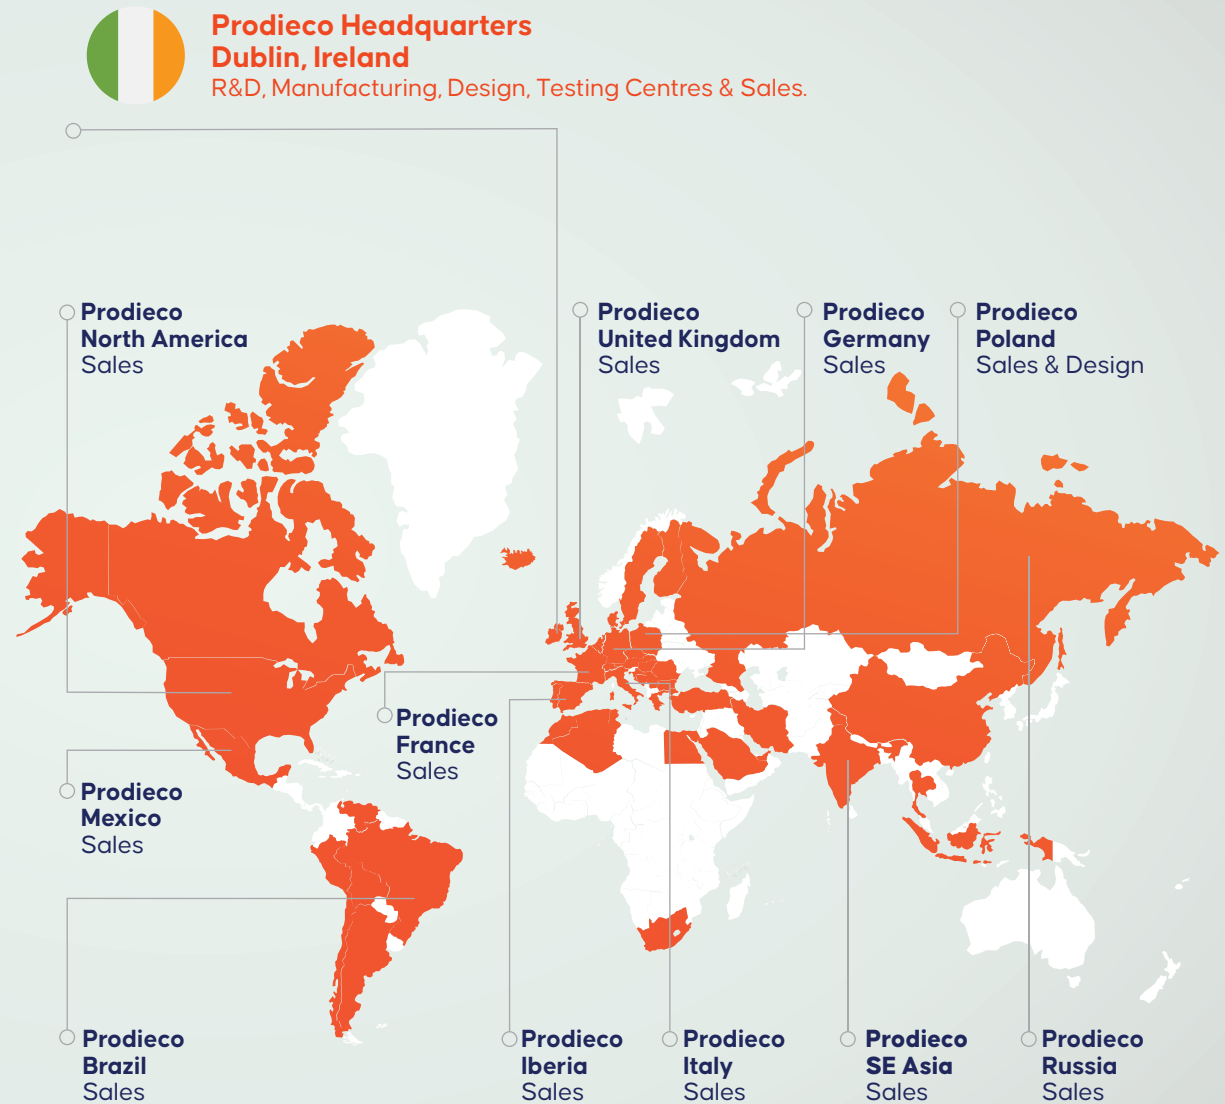 Prodieco Headquarters
Dublin, Ireland
R&D, Manufacturing, Design, Testing Centres & Sales.
Prodieco
North America
Sales
Prodieco
United Kingdom
Sales
Prodieco
Germany
Sales
Prodieco
Poland
Sales & Design
Prodieco
France
Sales
Prodieco
Mexico
Sales
Prodieco
Brazil
Sales
Prodieco
Iberia
Sales
Prodieco
Italy
Sales
Prodieco
SE Asia
Sales
Prodieco
Russia
Sales